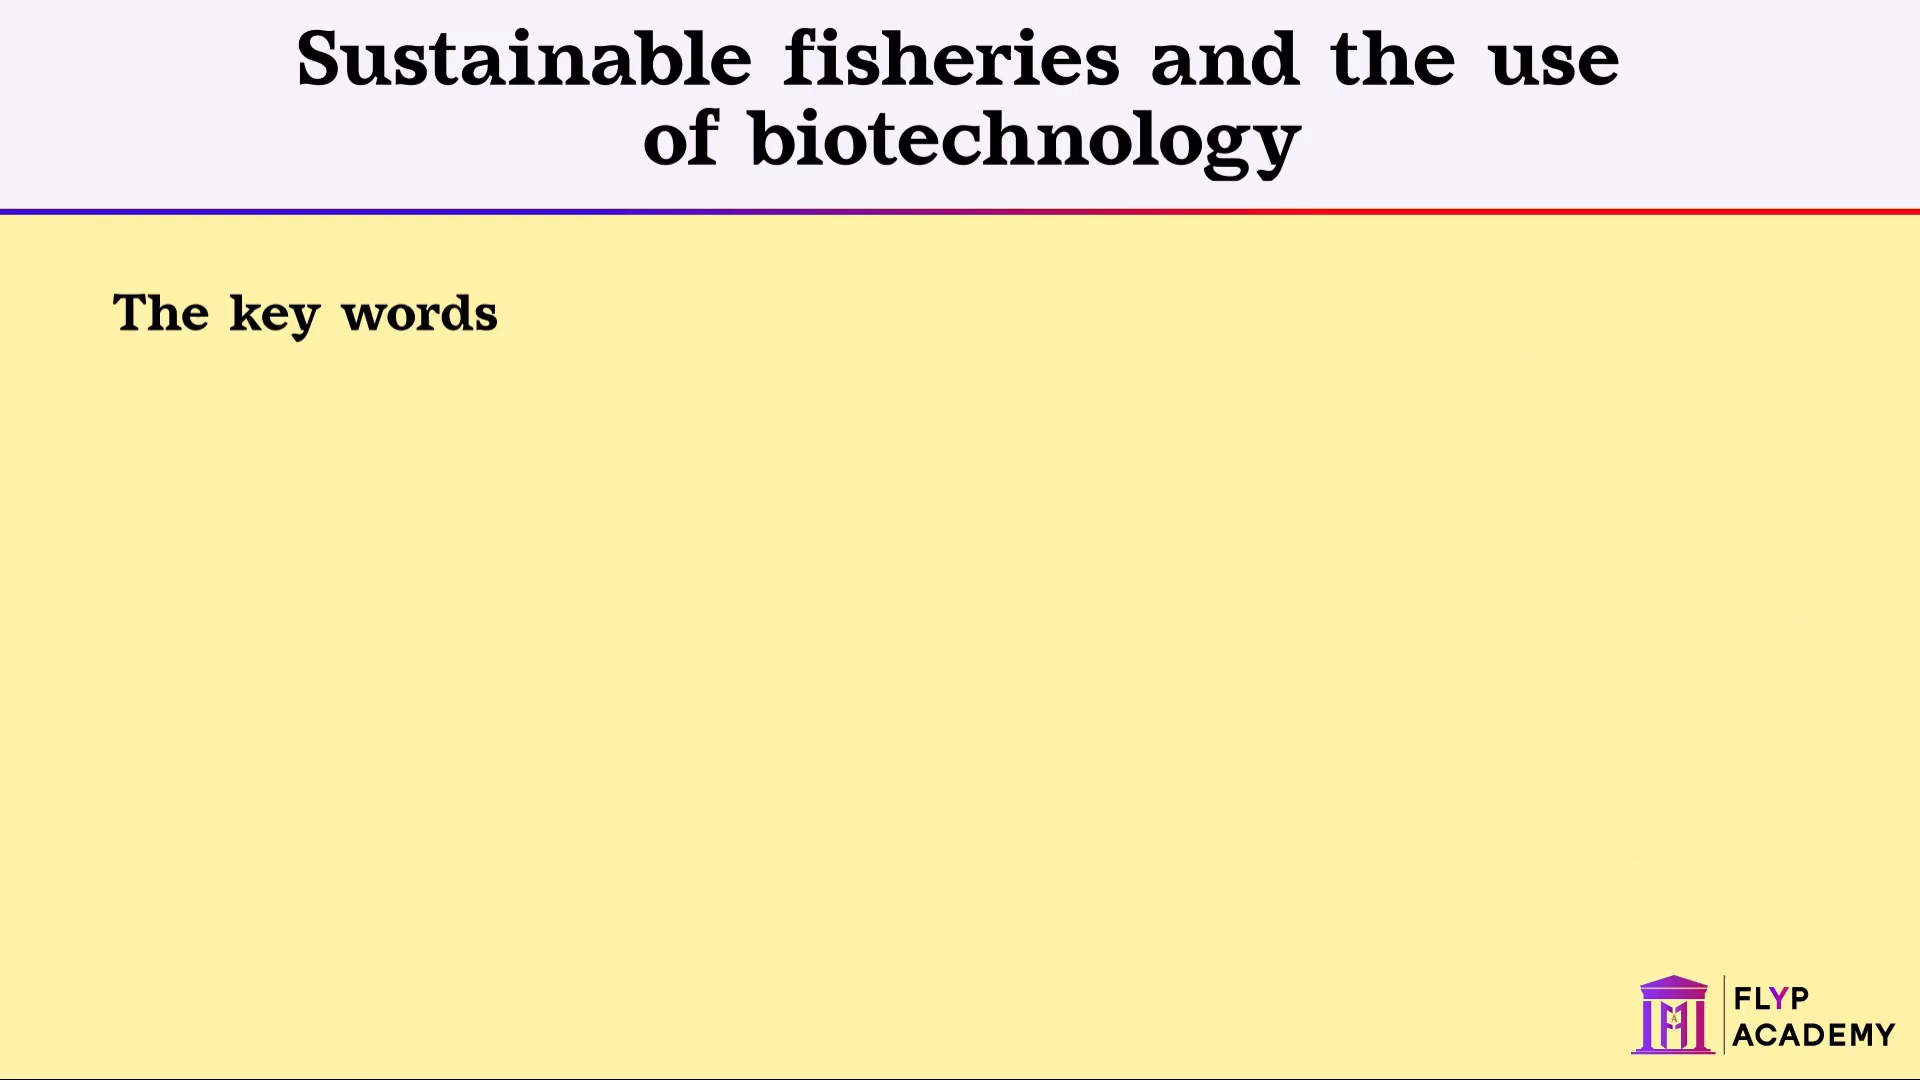 Sustainable fisheries and the use
of biotechnology
The key words
FLYP
ACADEMY